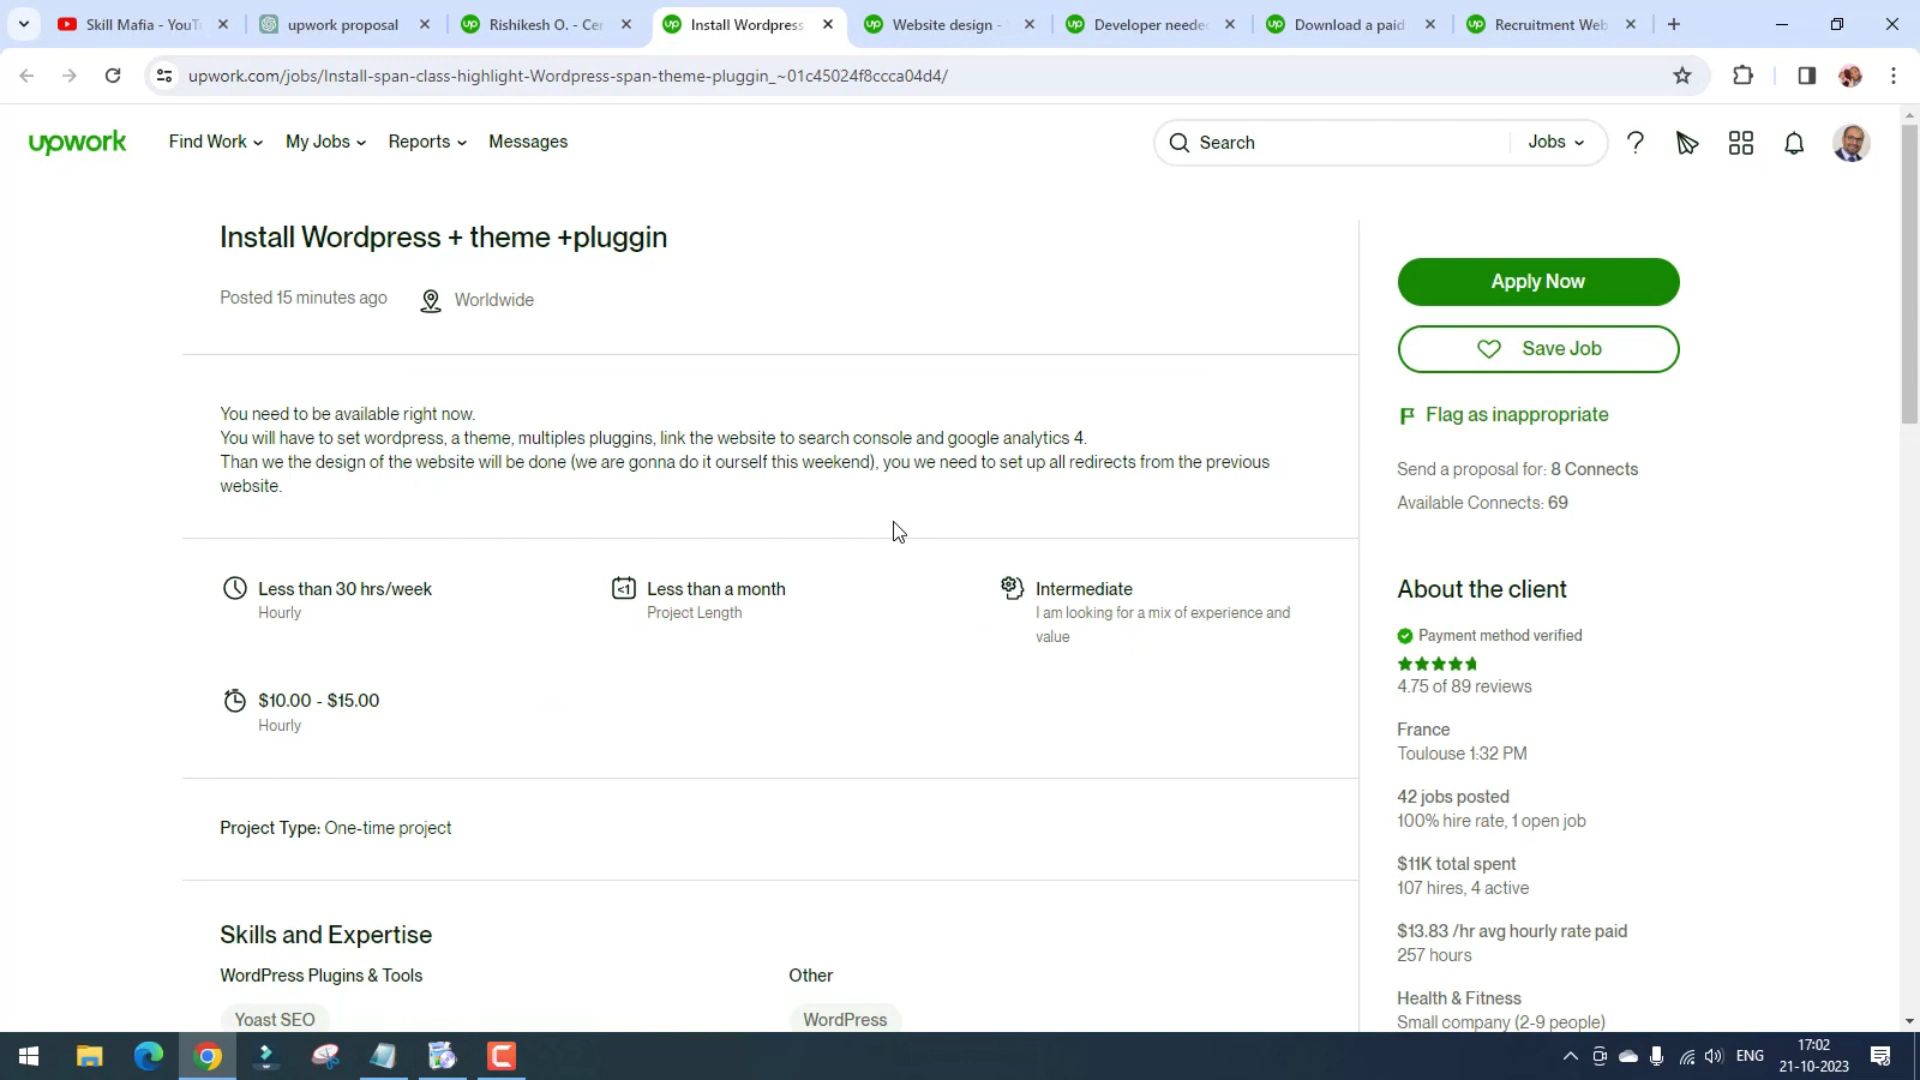 Skill Mafia - YouT
upwork proposal
Rishikesh O. - Cer
Install Wordpress
Website design -
Developer neede
Download a paid
Recruitment Web
upwork.com/jobs/Install-span-class-highlight-Wordpress-span-theme-pluggin_~01c45024f8ccca04d4/
upwork
Find Work
My Jobs
Reports
Messages
Search
Jobs
Install Wordpress + theme +pluggin
Posted 15 minutes ago
Worldwide
You need to be available right now.
You will have to set wordpress, a theme, multiples pluggins, link the website to search console and google analytics 4.
Than we the design of the website will be done (we are gonna do it ourself this weekend), you we need to set up all redirects from the previous
website.
Less than 30 hrs/week
Hourly
Less than a month
Project Length
Intermediate
I am looking for a mix of experience and
value
$10.00 - $15.00
Hourly
Project Type: One-time project
Skills and Expertise
WordPress Plugins & Tools
Other
Yoast SEO
WordPress
Apply Now
Save Job
Flag as inappropriate
Send a proposal for: 8 Connects
Available Connects: 69
About the client
Payment method verified
4.75 of 89 reviews
France
Toulouse 1:32 PM
42 jobs posted
100% hire rate, 1 open job
$11K total spent
107 hires, 4 active
$13.83 /hr avg hourly rate paid
257 hours
Health & Fitness
Small company (2-9 people)
ENG
17:02
21-10-2023